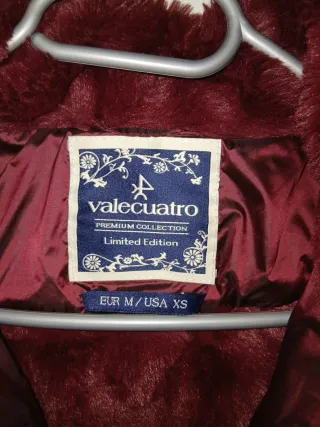 valecuatro
PREMIUM COLLECTION
Limited Edition
EUR M / USA XS